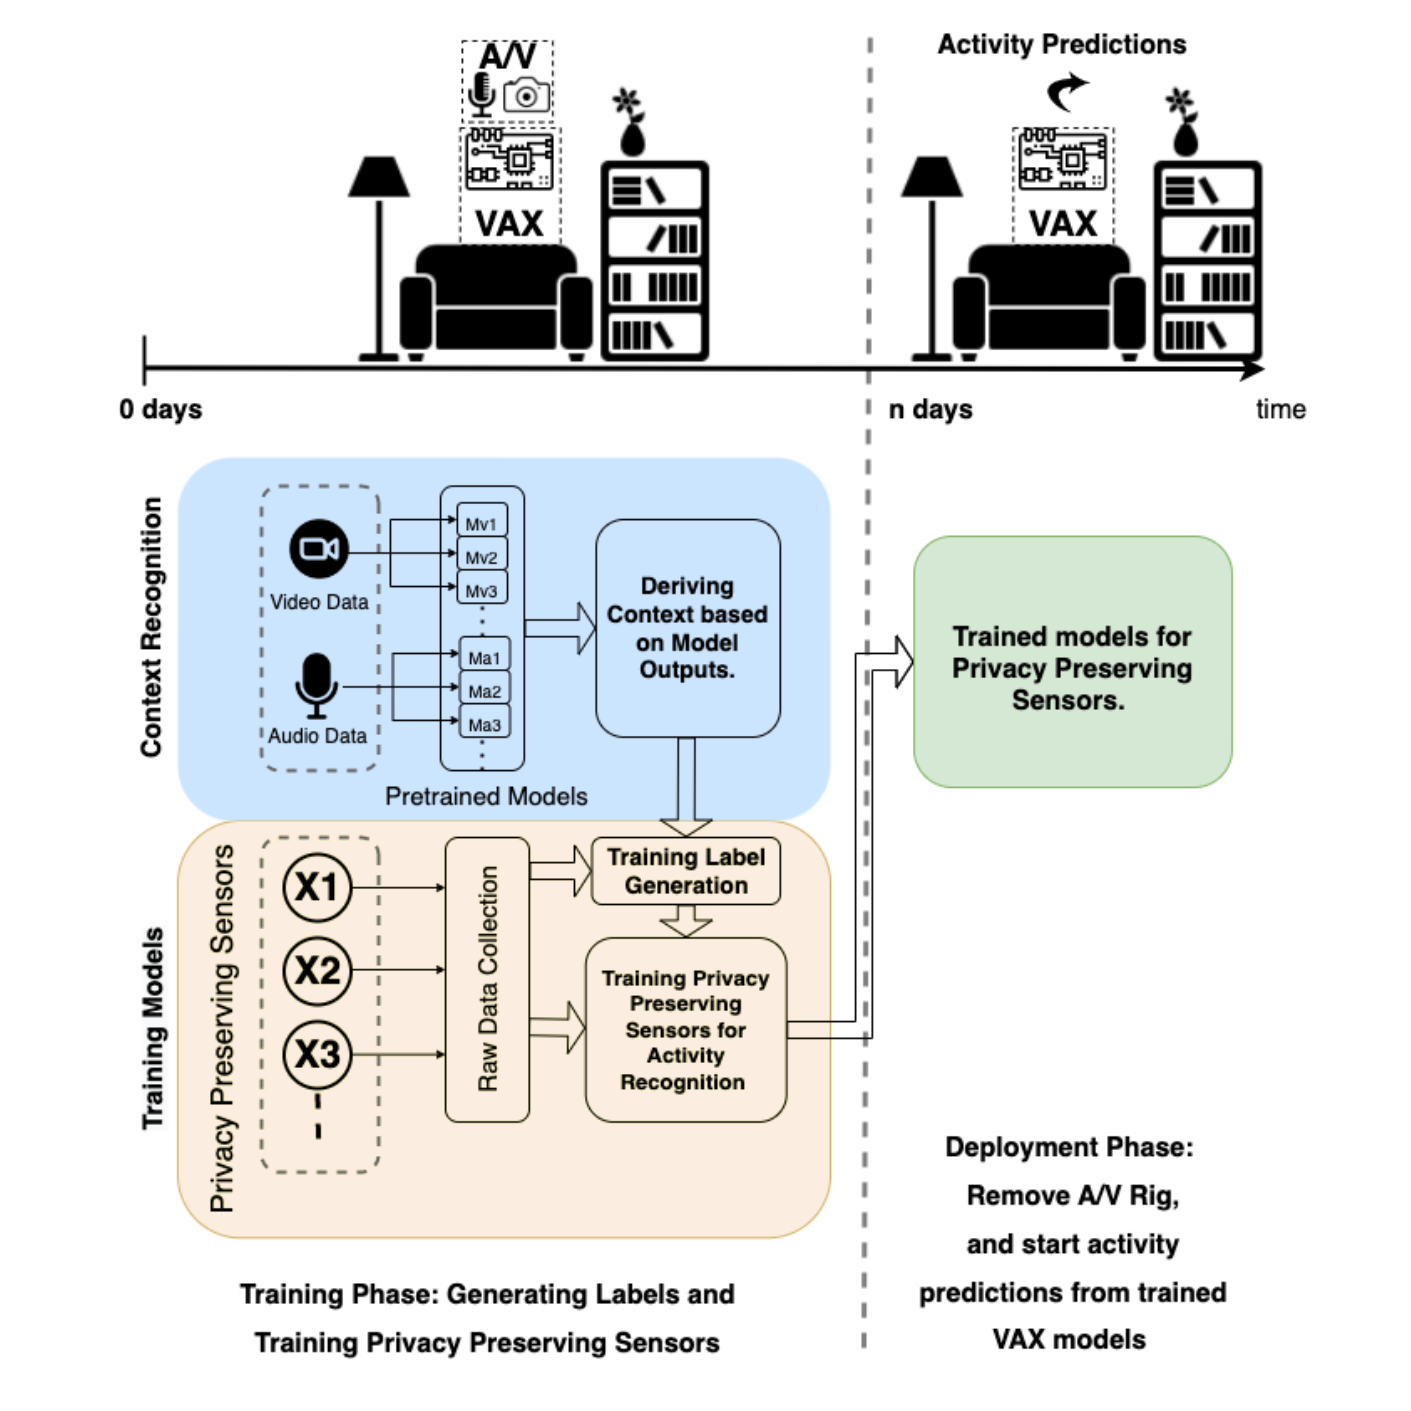 A/V
VAX
Activity Predictions
VAX
0 days
n days
time
Context Recognition
Video Data
Audio Data
Mv1
Mv2
Mv3
Ma1
Ma2
Ma3
Pretrained Models
Deriving
Context based
on Model
Outputs.
Trained models for
Privacy Preserving
Sensors.
Training Models
Privacy Preserving Sensors
X1
X2
X3
Raw Data Collection
Training Label
Generation
Training Privacy
Preserving
Sensors for
Activity
Recognition
Training Phase: Generating Labels and
Training Privacy Preserving Sensors
Deployment Phase:
Remove A/V Rig,
and start activity
predictions from trained
VAX models